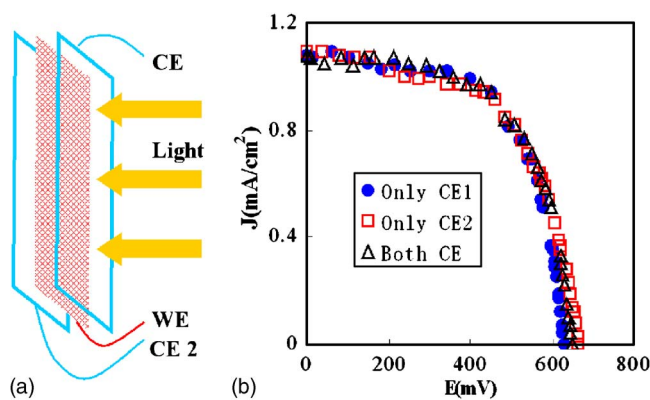 CE
Light
WE
CE 2
(a)
J(mA/cm²)
1.2
0.8
0.4
0
Only CE1
Only CE2
Both CE
0 200 400 600 800
E(mV)
(b)